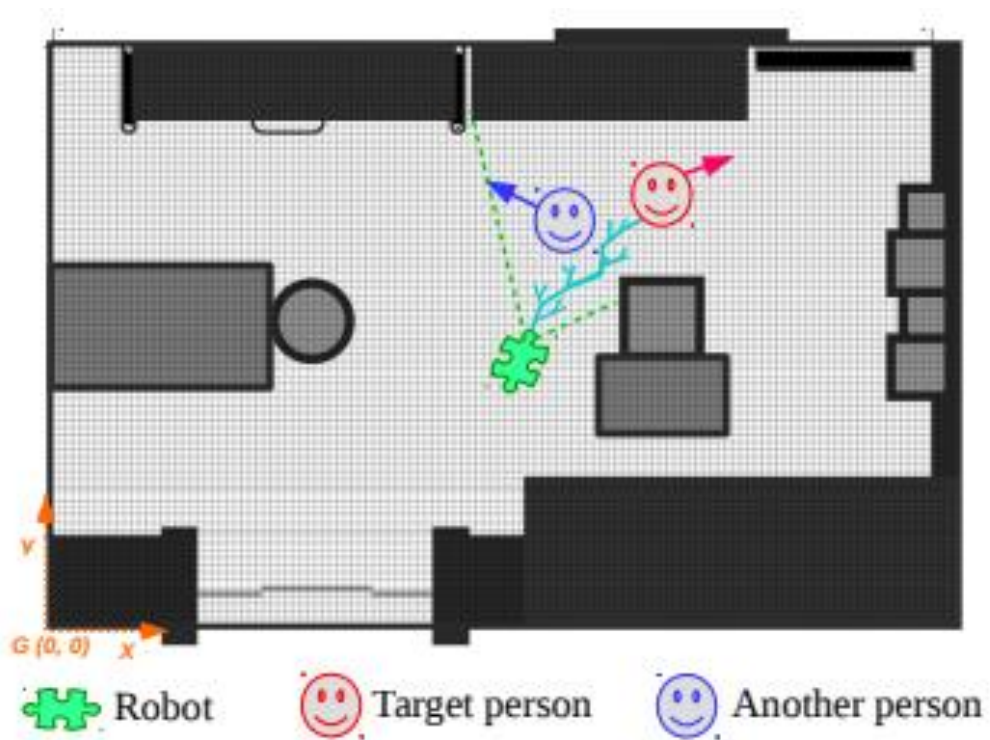 Y
G (0, 0)
X
Robot
Target person
Another person